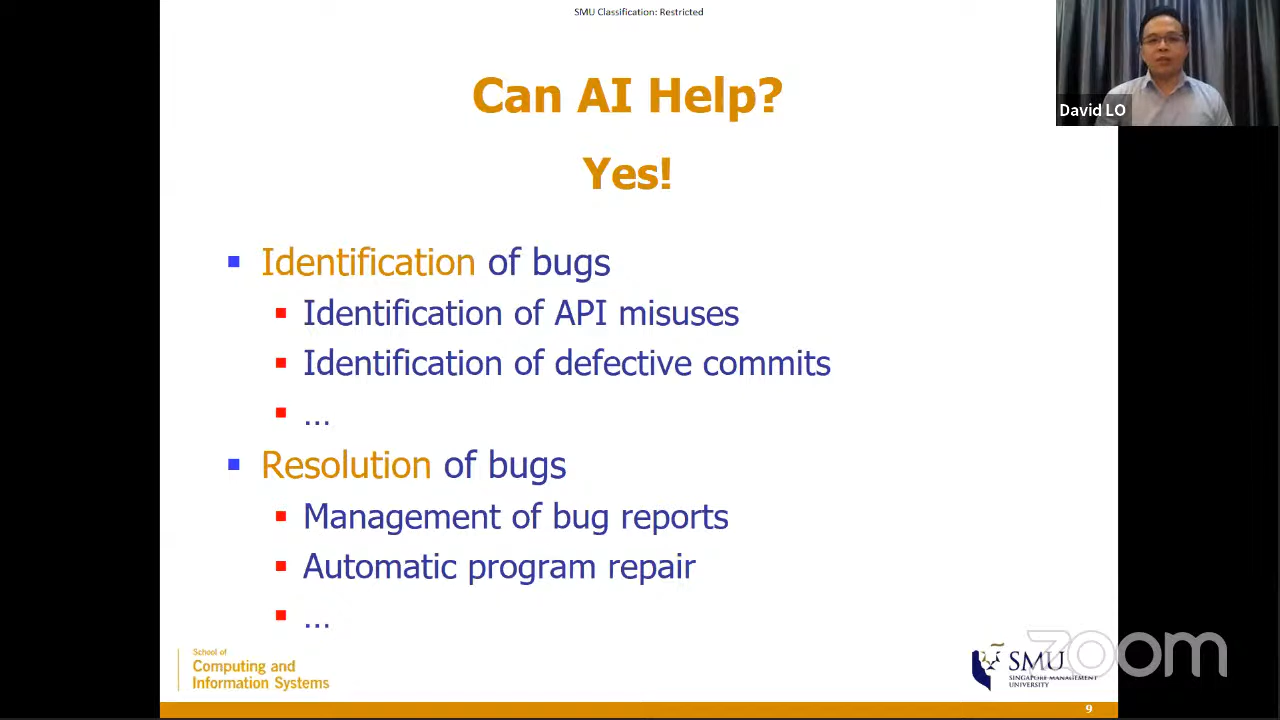 SMU Classification: Restricted
David LO
Can AI Help?
Yes!
Identification of bugs
Identification of API misuses
Identification of defective commits
...
Resolution of bugs
Management of bug reports
Automatic program repair
...
School of
Computing and
Information Systems
SMU
SINGAPORE MANAGEMENT
UNIVERSITY
zoom
9